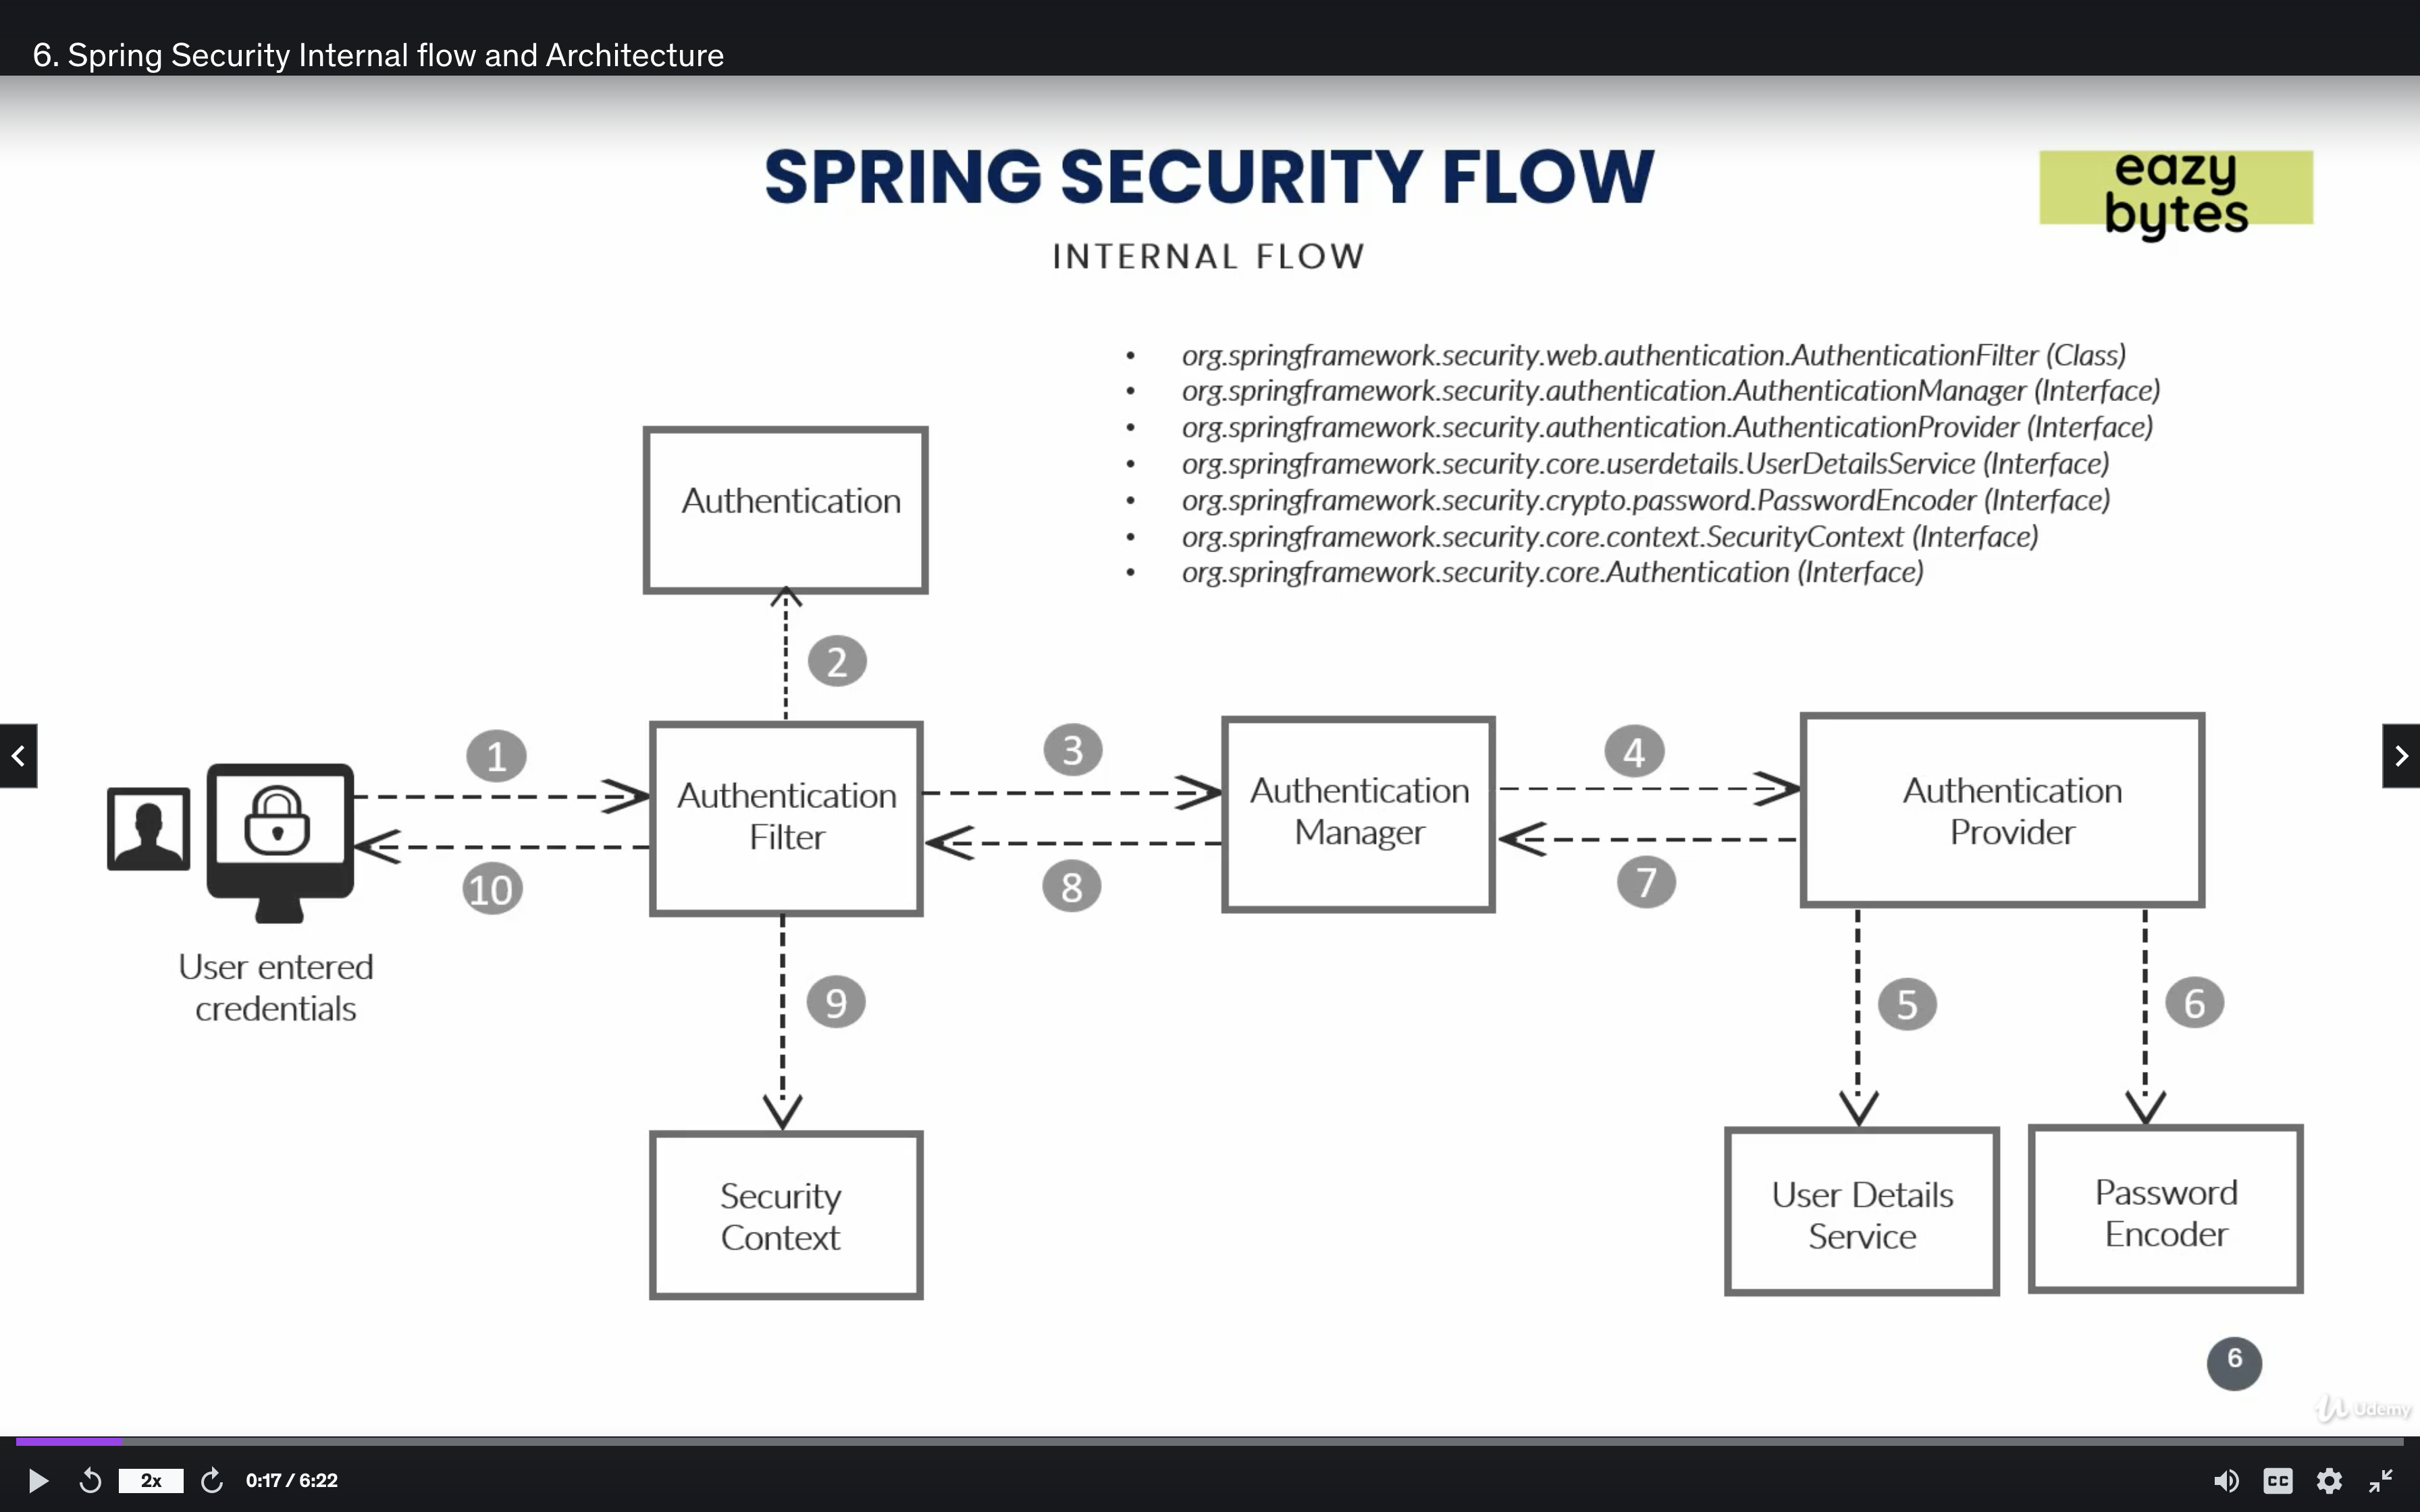 6. Spring Security Internal flow and Architecture
SPRING SECURITY FLOW
eazy
bytes
INTERNAL FLOW
• org.springframework.security.web.authentication.AuthenticationFilter (Class)
• org.springframework.security.authentication.AuthenticationManager (Interface)
• org.springframework.security.authentication.AuthenticationProvider (Interface)
• org.springframework.security.core.userdetails.UserDetailsService (Interface)
• org.springframework.security.crypto.password.PasswordEncoder (Interface)
• org.springframework.security.core.context.SecurityContext (Interface)
• org.springframework.security.core.Authentication (Interface)
Authentication
2
1
3
4
Authentication
Filter
Authentication
Manager
Authentication
Provider
10
8
7
User entered
credentials
9
5
6
Security
Context
User Details
Service
Password
Encoder
6
Udemy
2x
0:17 / 6:22
CC